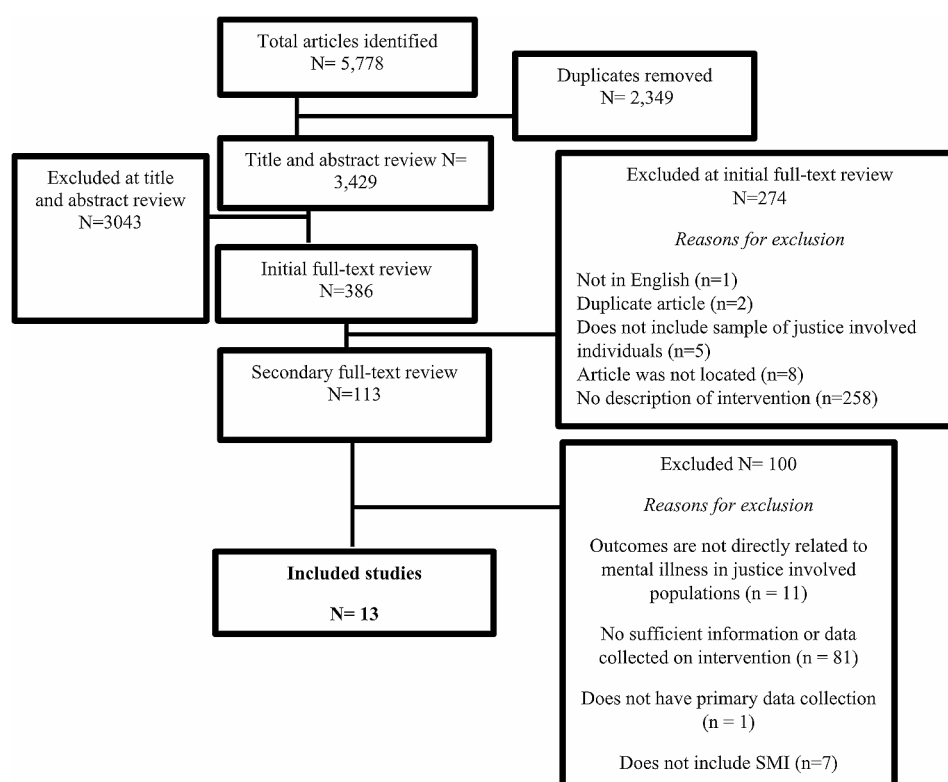 Total articles identified
N= 5,778
Duplicates removed
N= 2,349
Title and abstract review N=
3,429
Excluded at title
and abstract review
N=3043
Excluded at initial full-text review
N=274
Reasons for exclusion
Not in English (n=1)
Duplicate article (n=2)
Does not include sample of justice involved
individuals (n=5)
Article was not located (n=8)
No description of intervention (n=258)
Initial full-text review
N=386
Secondary full-text review
N=113
Excluded N= 100
Reasons for exclusion
Outcomes are not directly related to
mental illness in justice involved
populations (n = 11)
No sufficient information or data
collected on intervention (n = 81)
Does not have primary data collection
(n = 1)
Does not include SMI (n=7)
Included studies
N= 13